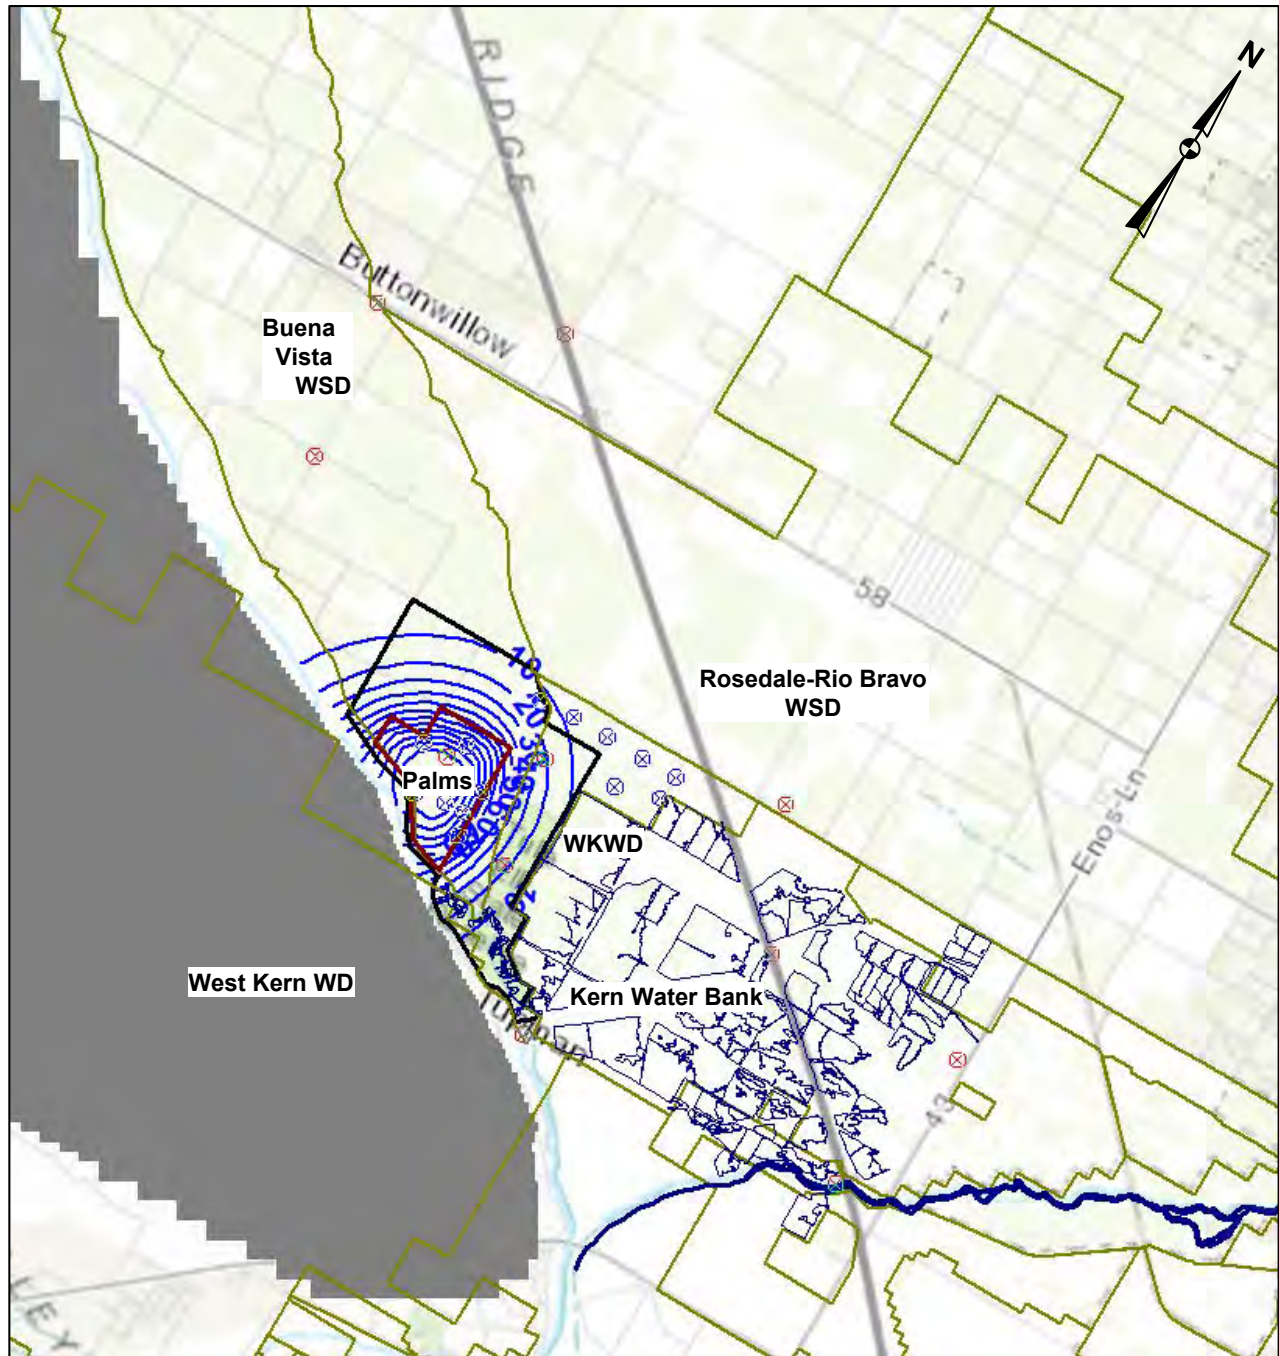 N
RIDGE
Buttonwillow
Buena
Vista
WSD
58
10
20
Rosedale-Rio Bravo
WSD
Palms
WKWD
Enos Ln
West Kern WD
Kern Water Bank
43
LEY